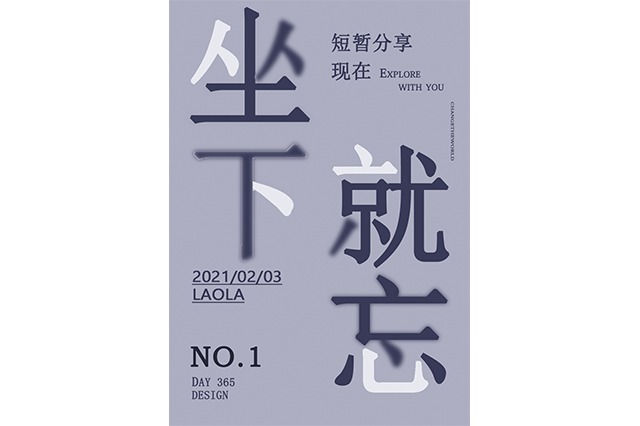 坐下
短暂分享
现在 EXPLORE
WITH YOU
CHANGETHEWORLD
就忘
2021/02/03
LAOLA
NO.1
DAY 365
DESIGN